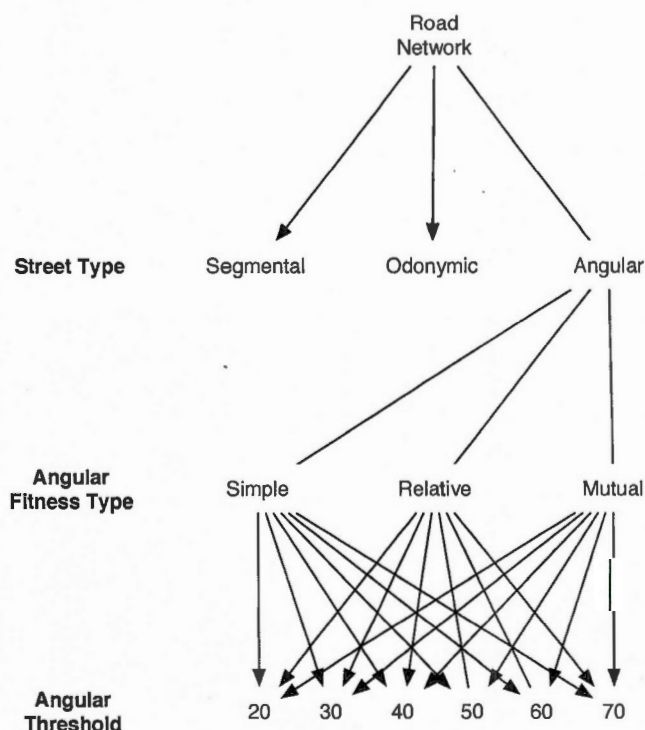 Road
Network
Street Type
Segmental
Odonymic
Angular
Angular
Fitness Type
Simple
Relative
Mutual
Angular
Threshold
20
30
40
50
60
70